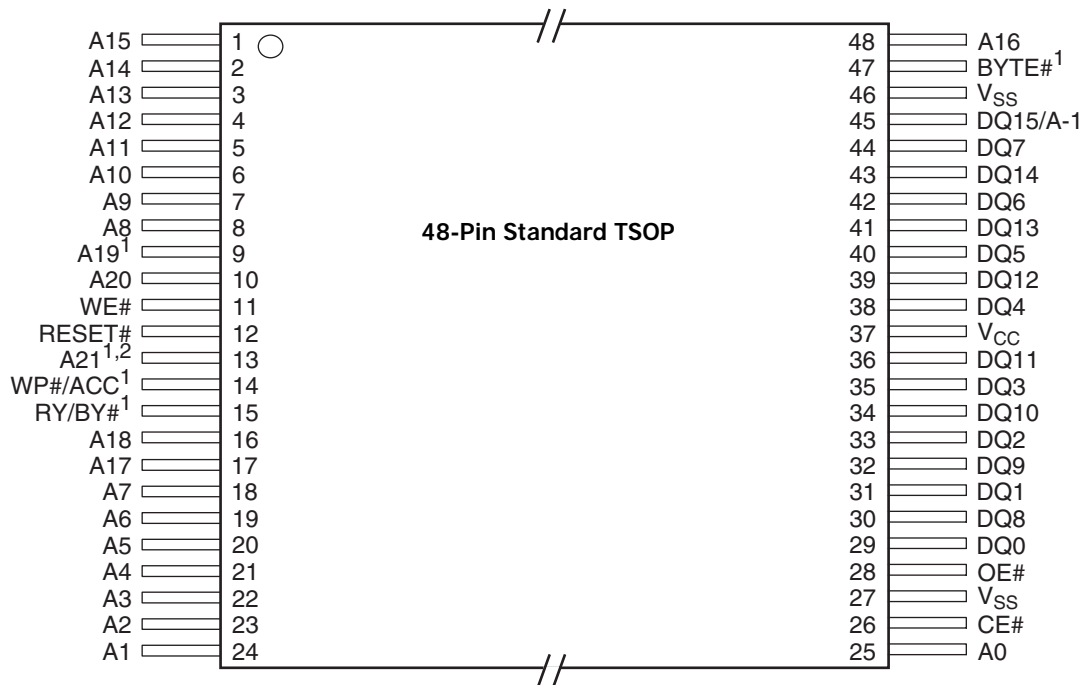 A15 1 48 A16
A14 2 47 BYTE#1
A13 3 46 VSS
A12 4 45 DQ15/A-1
A11 5 44 DQ7
A10 6 43 DQ14
A9 7 42 DQ6
A8 8 41 DQ13
48-Pin Standard TSOP
A191 9 40 DQ5
A20 10 39 DQ12
WE# 11 38 DQ4
RESET# 12 37 VCC
A211,2 13 36 DQ11
WP#/ACC1 14 35 DQ3
RY/BY#1 15 34 DQ10
A18 16 33 DQ2
A17 17 32 DQ9
A7 18 31 DQ1
A6 19 30 DQ8
A5 20 29 DQ0
A4 21 28 OE#
A3 22 27 VSS
A2 23 26 CE#
A1 24 25 A0